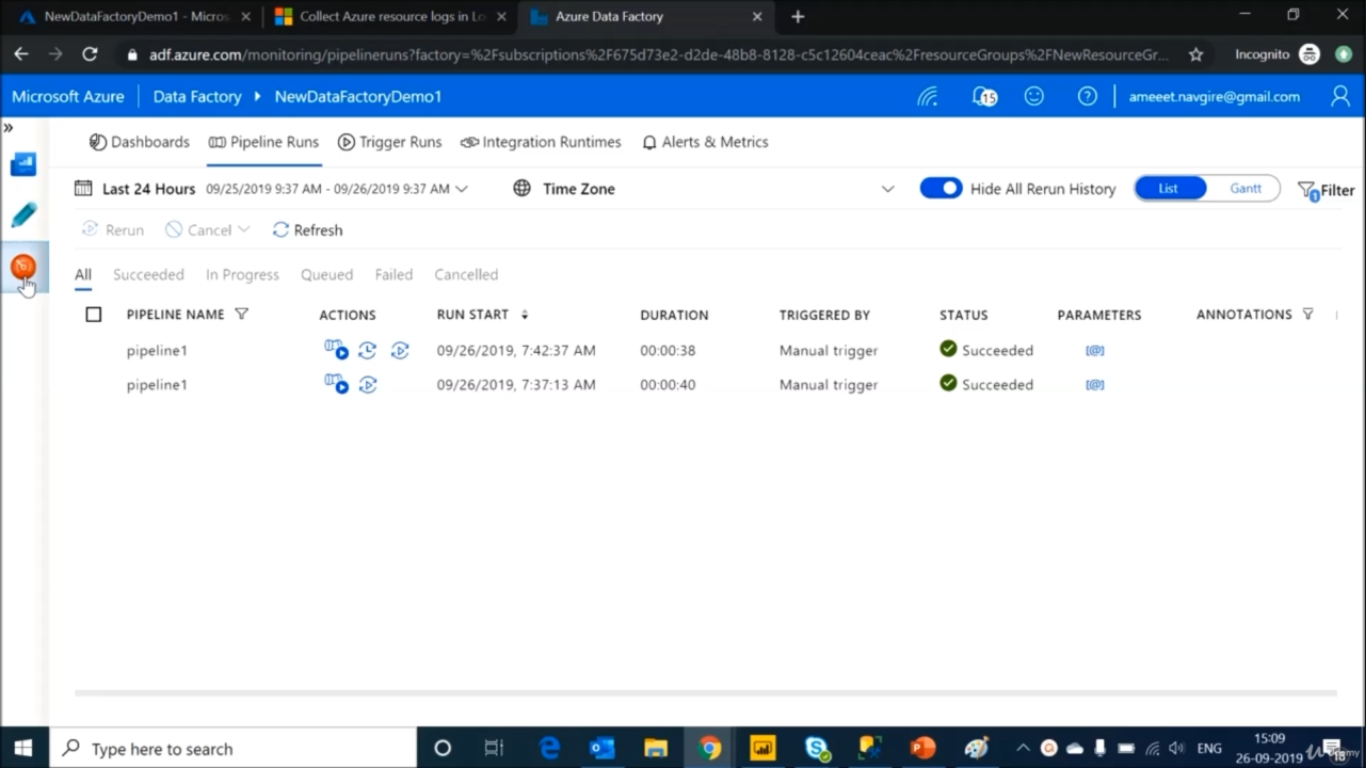 NewDataFactoryDemo1 - Micros
Collect Azure resource logs in Lo
Azure Data Factory
adf.azure.com/monitoring/pipelineruns?factory=%2Fsubscriptions%2F675d73e2-d2de-48b8-8128-c5c12604ceac%2FresourceGroups%2FNewResourceGr...
Incognito
Microsoft Azure
Data Factory
NewDataFactoryDemo1
15
ameeet.navgire@gmail.com
Dashboards
Pipeline Runs
Trigger Runs
Integration Runtimes
Alerts & Metrics
Last 24 Hours 09/25/2019 9:37 AM - 09/26/2019 9:37 AM
Time Zone
Hide All Rerun History
List
Gantt
1
Filter
Rerun
Cancel
Refresh
All
Succeeded
In Progress
Queued
Failed
Cancelled
PIPELINE NAME ACTIONS RUN START DURATION TRIGGERED BY STATUS PARAMETERS ANNOTATIONS
pipeline1 09/26/2019, 7:42:37 AM 00:00:38 Manual trigger Succeeded [@]
pipeline1 09/26/2019, 7:37:13 AM 00:00:40 Manual trigger Succeeded [@]
Type here to search
ENG
15:09
26-09-2019
18